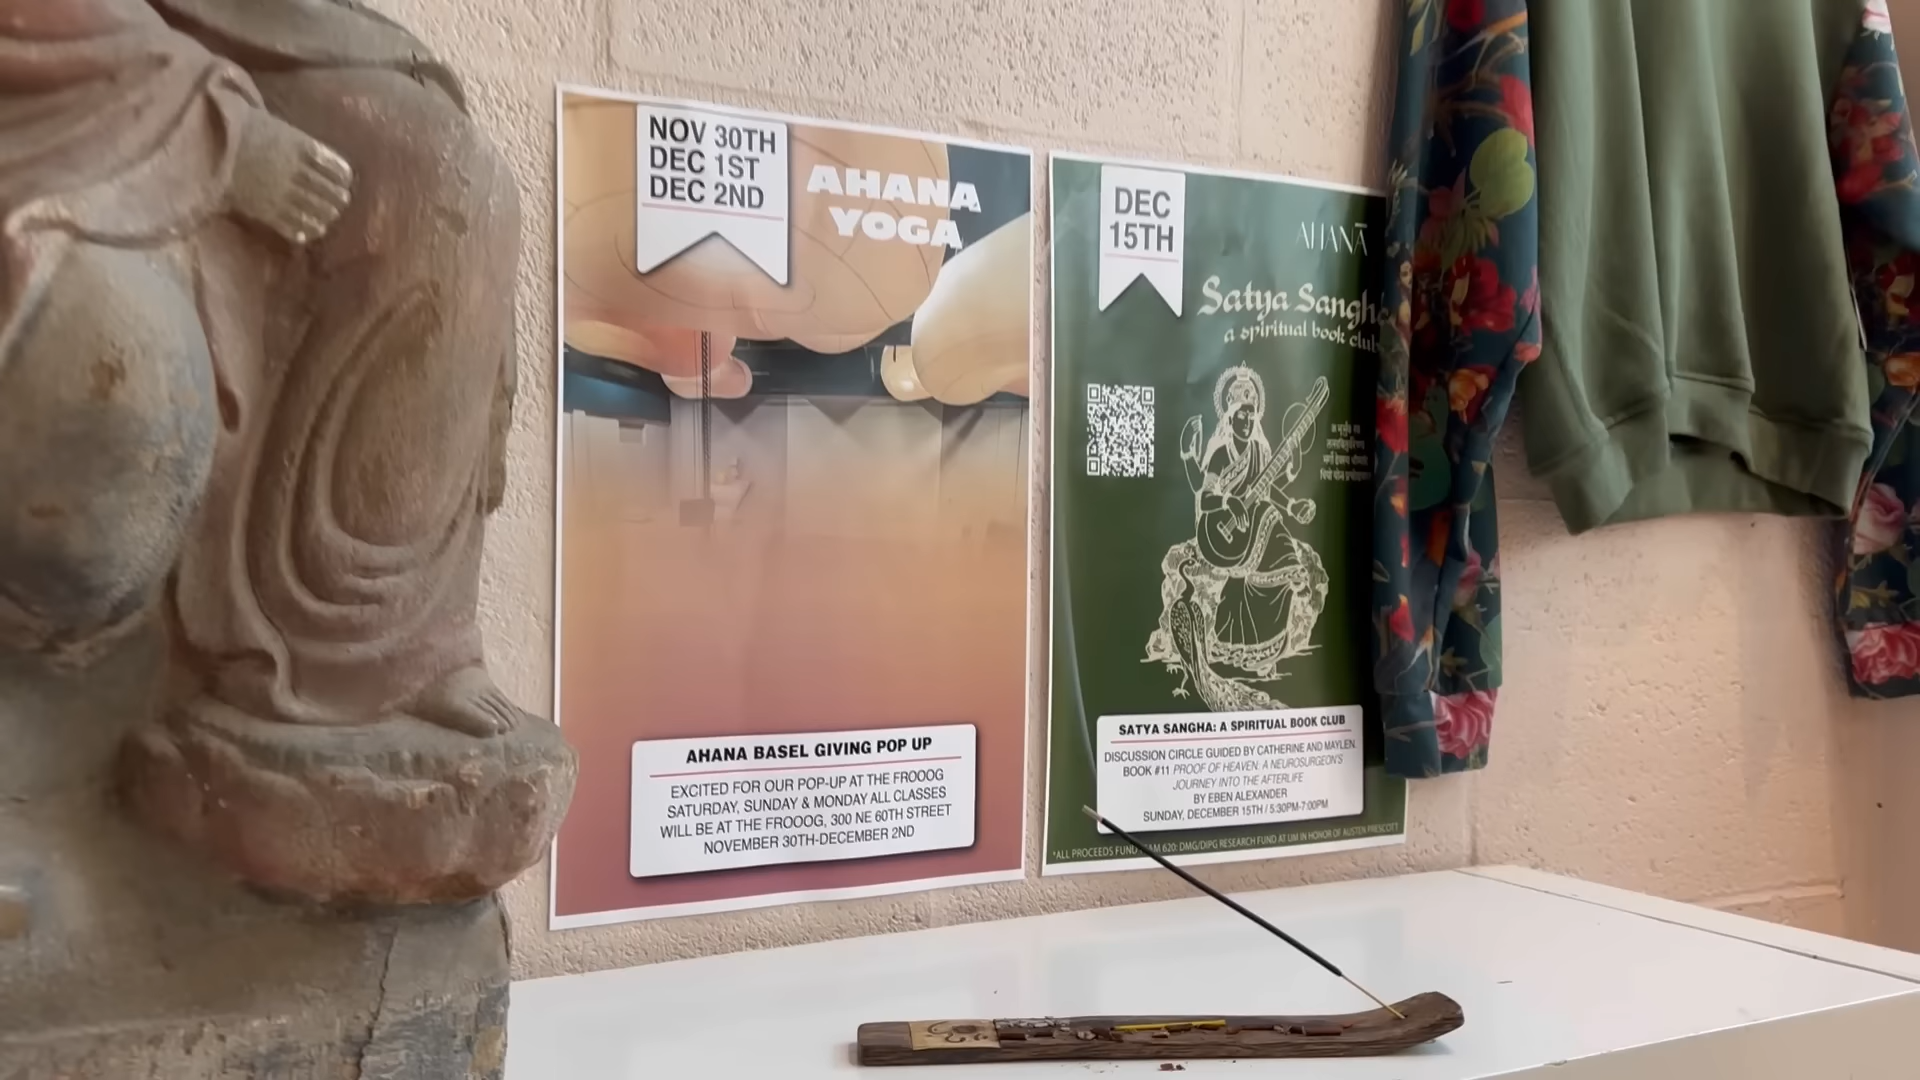 NOV 30TH
DEC 1ST
DEC 2ND
AHANA
YOGA
AHANA BASEL GIVING POP UP
EXCITED FOR OUR POP-UP AT THE FROOOG
SATURDAY, SUNDAY & MONDAY ALL CLASSES
WILL BE AT THE FROOOG, 300 NE 60TH STREET
NOVEMBER 30TH-DECEMBER 2ND
DEC
15TH
AHANĀ
Satya Sangha
a spiritual book club
SATYA SANGHA: A SPIRITUAL BOOK CLUB
DISCUSSION CIRCLE GUIDED BY CATHERINE AND MAYLEN.
BOOK #11 PROOF OF HEAVEN: A NEUROSURGEON'S
JOURNEY INTO THE AFTERLIFE
BY EBEN ALEXANDER
SUNDAY, DECEMBER 15TH / 5:30PM-7:00PM
*ALL PROCEEDS FUND TEAM 620: DMG/DIPG RESEARCH FUND AT UM IN HONOR OF AUSTEN PRESCOTT